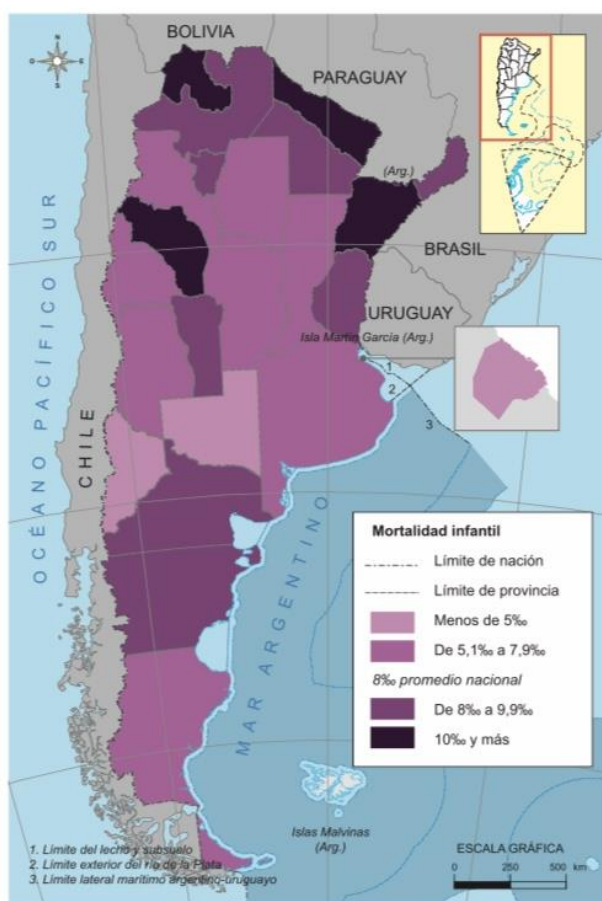 BOLIVIA
PARAGUAY
(Arg.)
BRASIL
URUGUAY
Isla Martín García (Arg.)
1
2
3
CHILE
OCÉANO PACÍFICO SUR
MAR ARGENTINO
Mortalidad infantil
Límite de nación
Límite de provincia
Menos de 5‰
De 5,1‰ a 7,9‰
8‰ promedio nacional
De 8‰ a 9,9‰
10‰ y más
Islas Malvinas
(Arg.)
1. Límite del lecho y subsuelo
2. Límite exterior del río de la Plata
3. Límite lateral marítimo argentino-uruguayo
ESCALA GRÁFICA
0 250 500
km